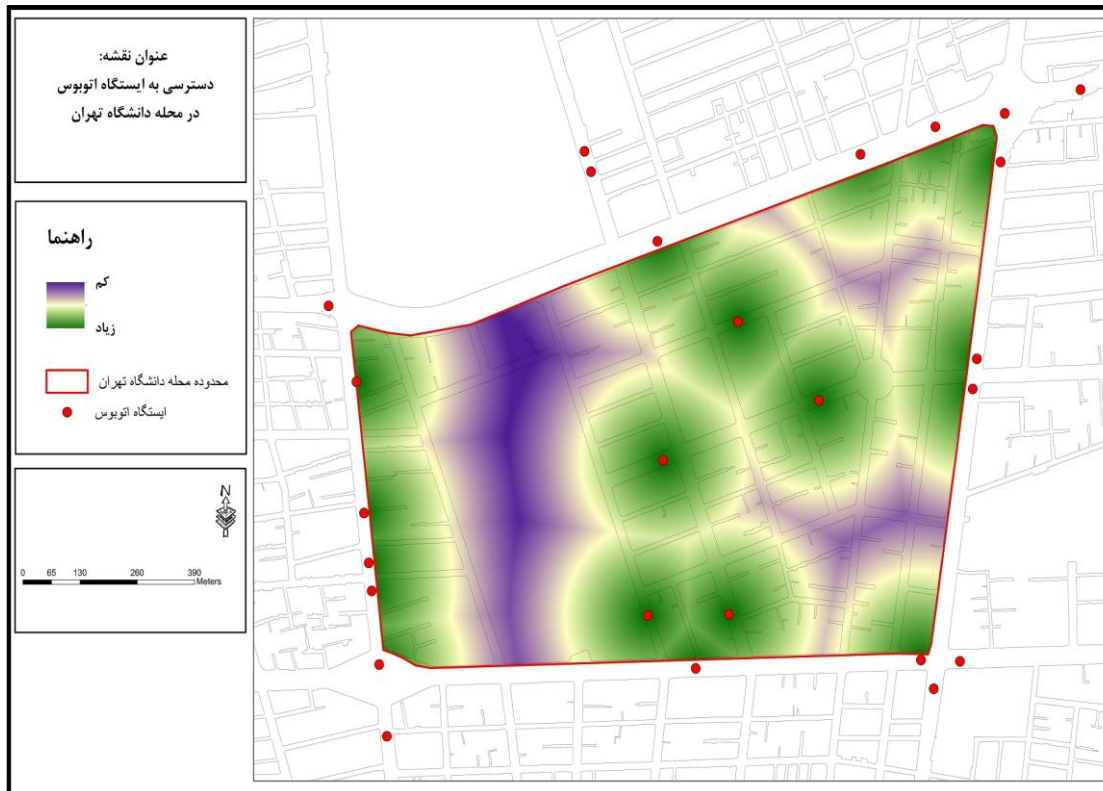 عنوان نقشه:
دسترسی به ایستگاه اتوبوس
در محله دانشگاه تهران
راهنما
کم
زیاد
محدوده محله دانشگاه تهران
ایستگاه اتوبوس
N
0 65 130 260 390
Meters